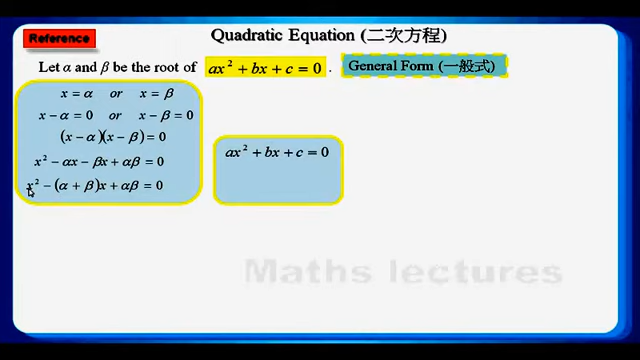 Quadratic Equation (二次方程)
Reference
Let α and β be the root of ax² + bx + c = 0 . General Form (一般式)
x = α or x = β
x − α = 0 or x − β = 0
(x − α)(x − β) = 0
x² − αx − βx + αβ = 0
x² − (α + β)x + αβ = 0
ax² + bx + c = 0
Maths lectures